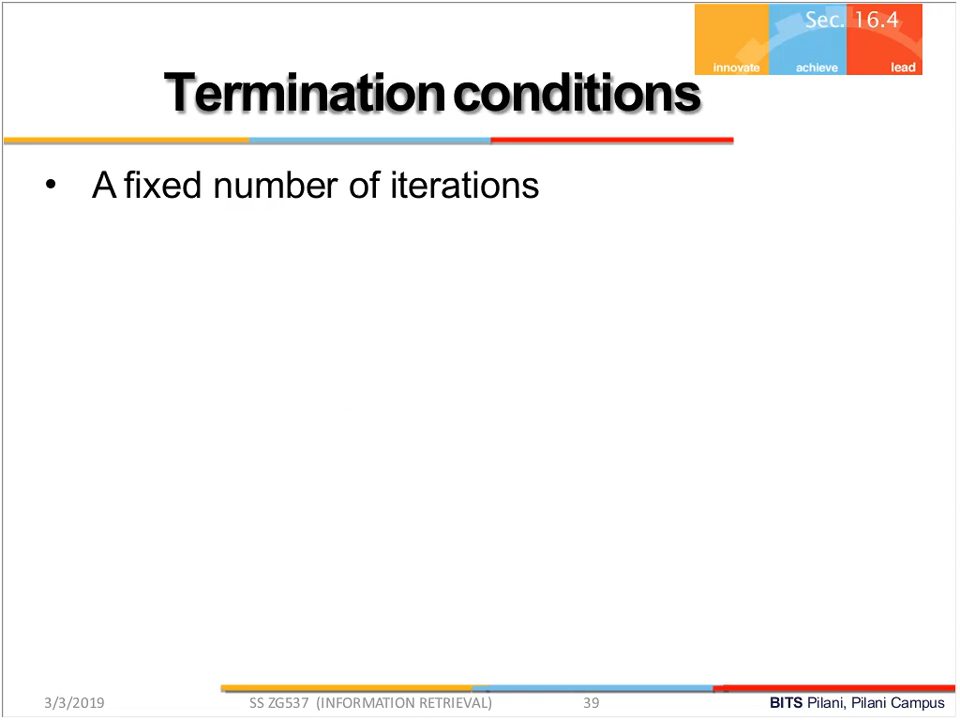 Sec. 16.4
innovate achieve lead
Termination conditions
• A fixed number of iterations
3/3/2019 SS ZG537 (INFORMATION RETRIEVAL) 39 BITS Pilani, Pilani Campus